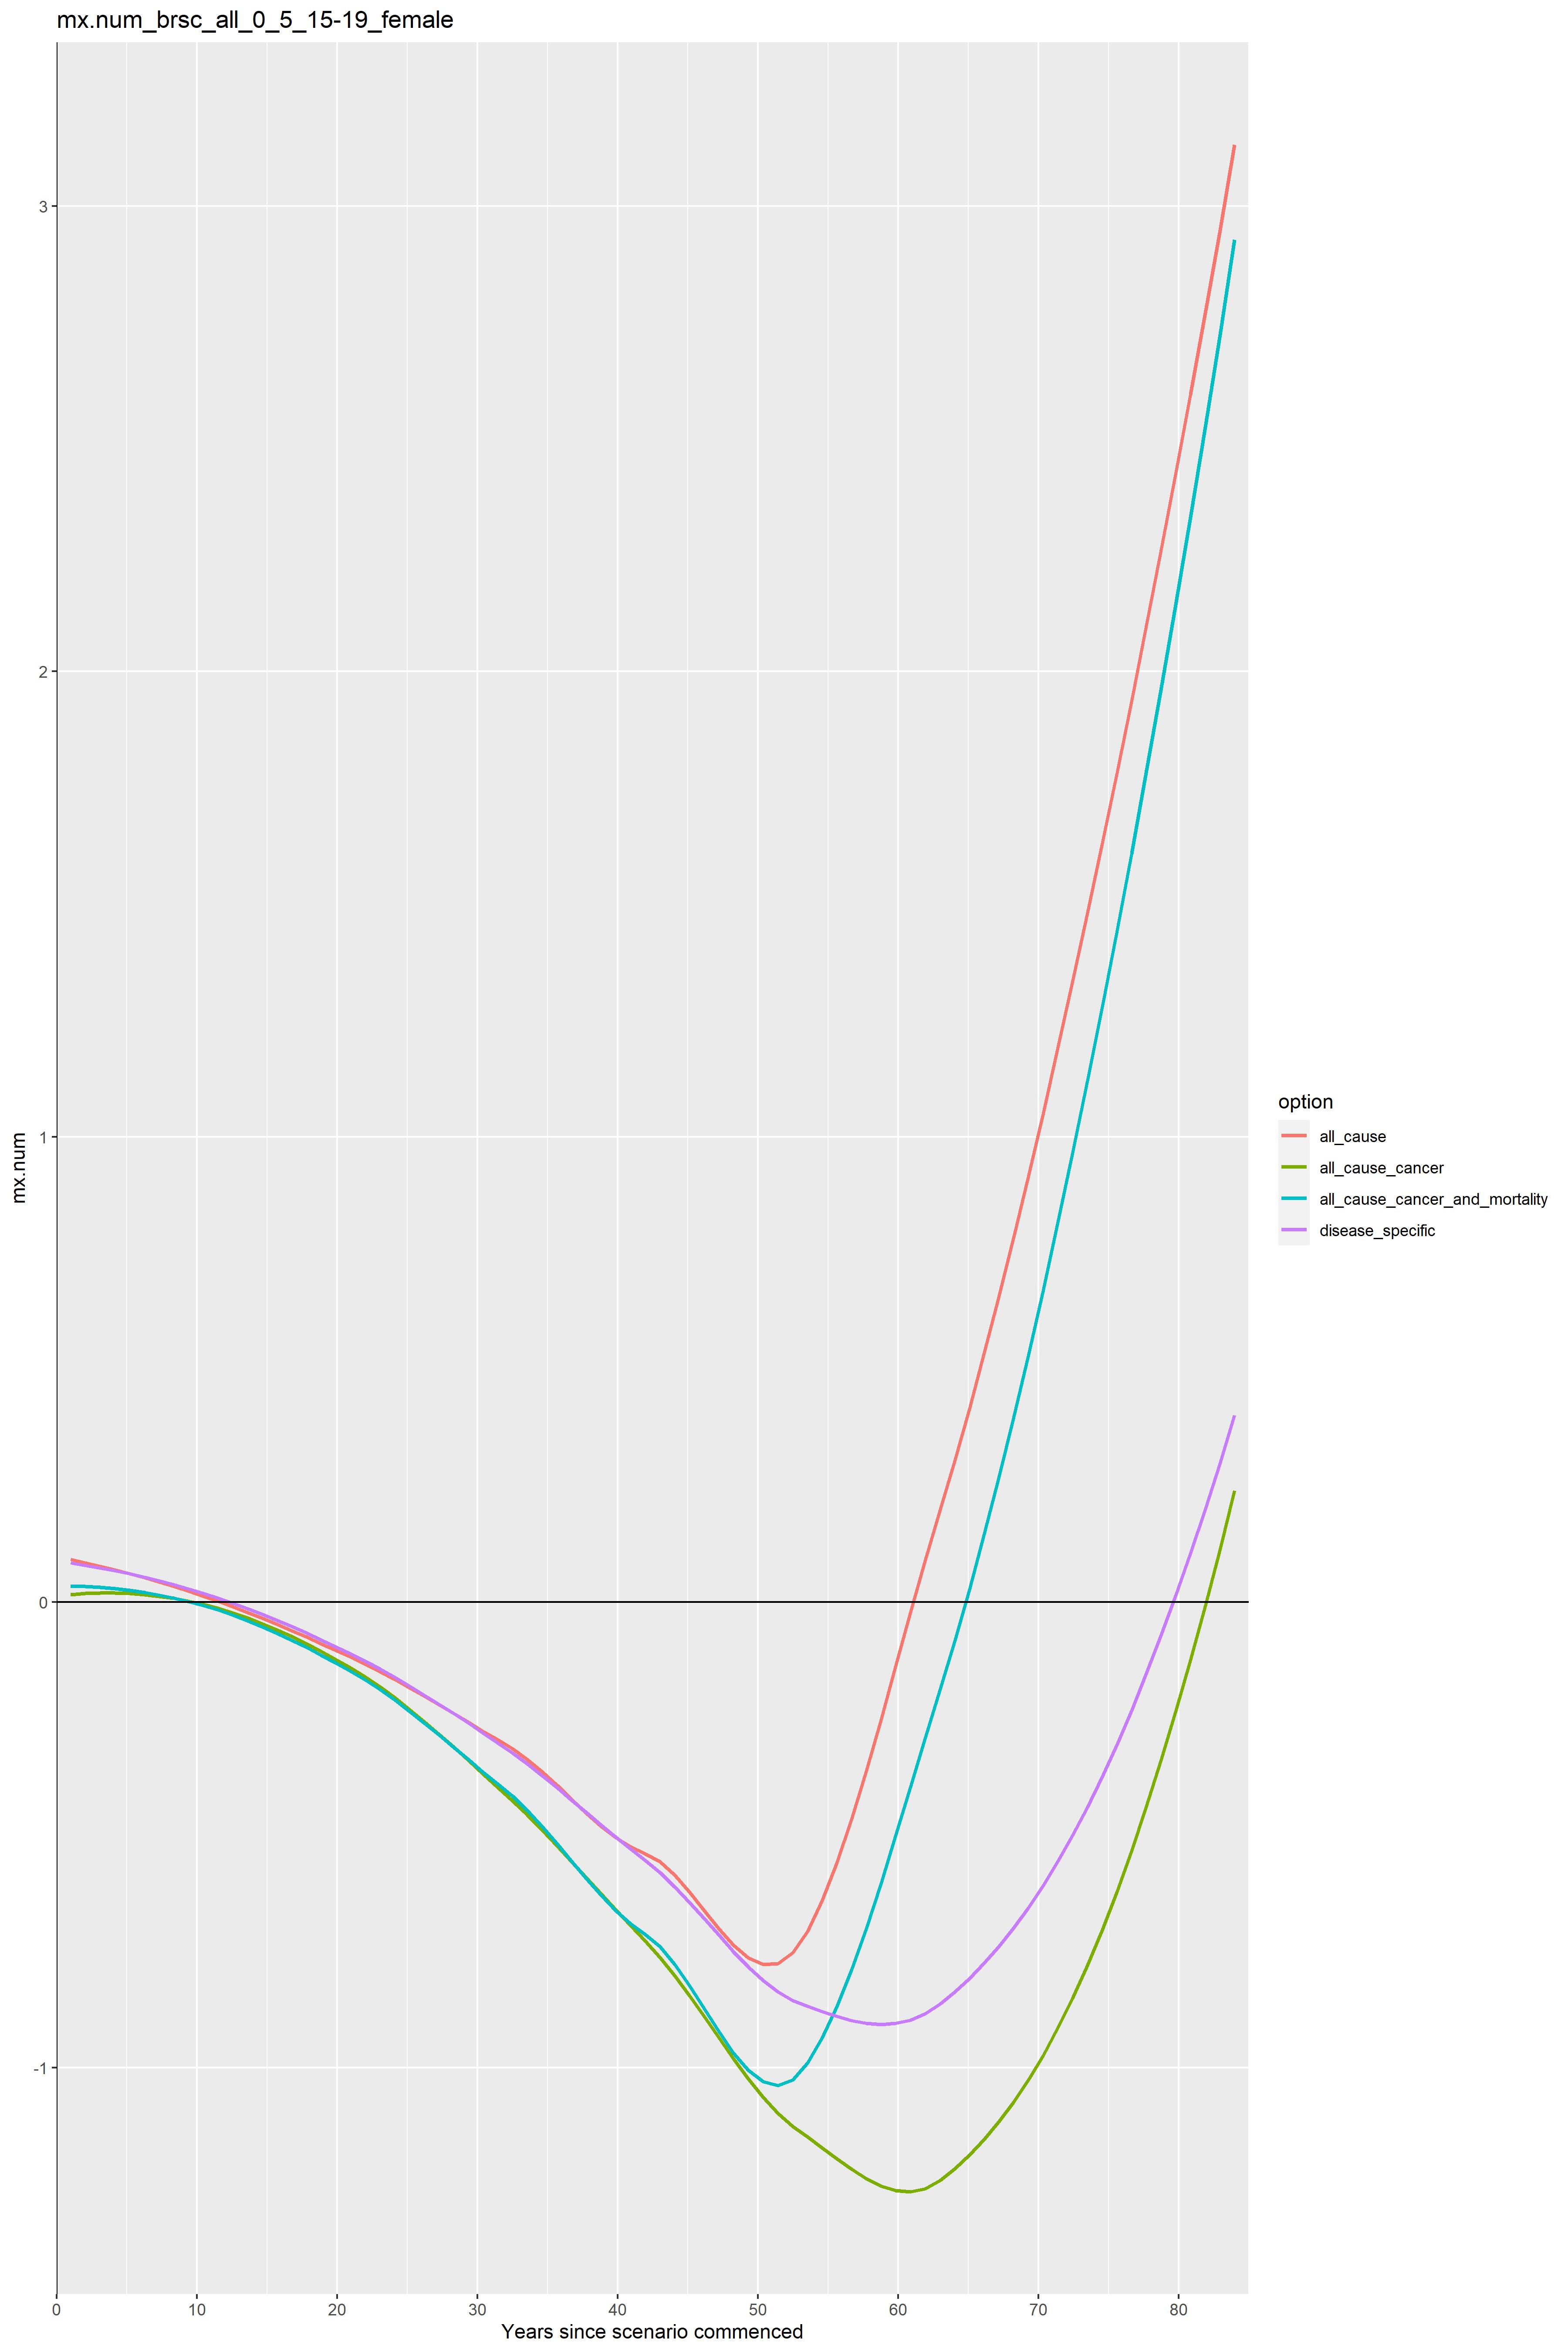 mx.num_brsc_all_0_5_15-19_female
3
2
1
0
-1
mx.num
0 10 20 30 40 50 60 70 80
Years since scenario commenced
option
all_cause
all_cause_cancer
all_cause_cancer_and_mortality
disease_specific